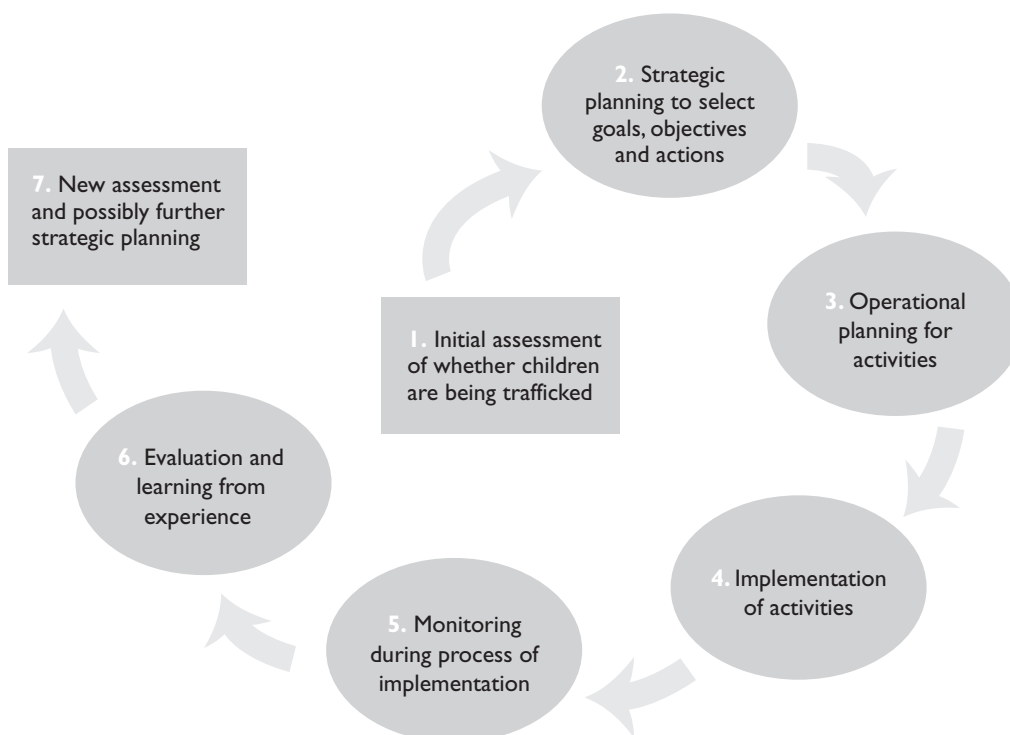 1. Initial assessment
of whether children
are being trafficked
2. Strategic
planning to select
goals, objectives
and actions
3. Operational
planning for
activities
4. Implementation
of activities
5. Monitoring
during process of
implementation
6. Evaluation and
learning from
experience
7. New assessment
and possibly further
strategic planning